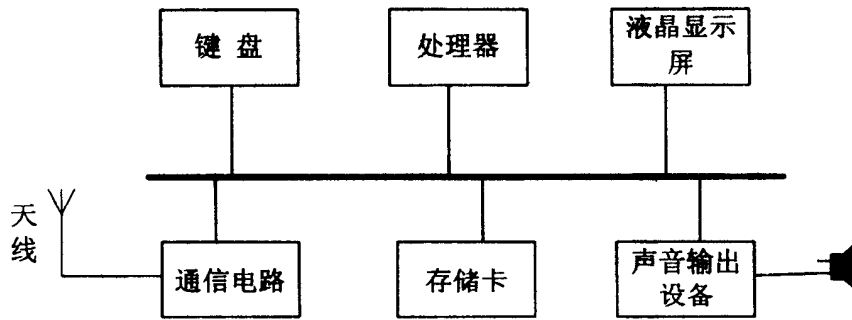 键 盘
处理器
液晶显示
屏
天
线
通信电路
存储卡
声音输出
设备